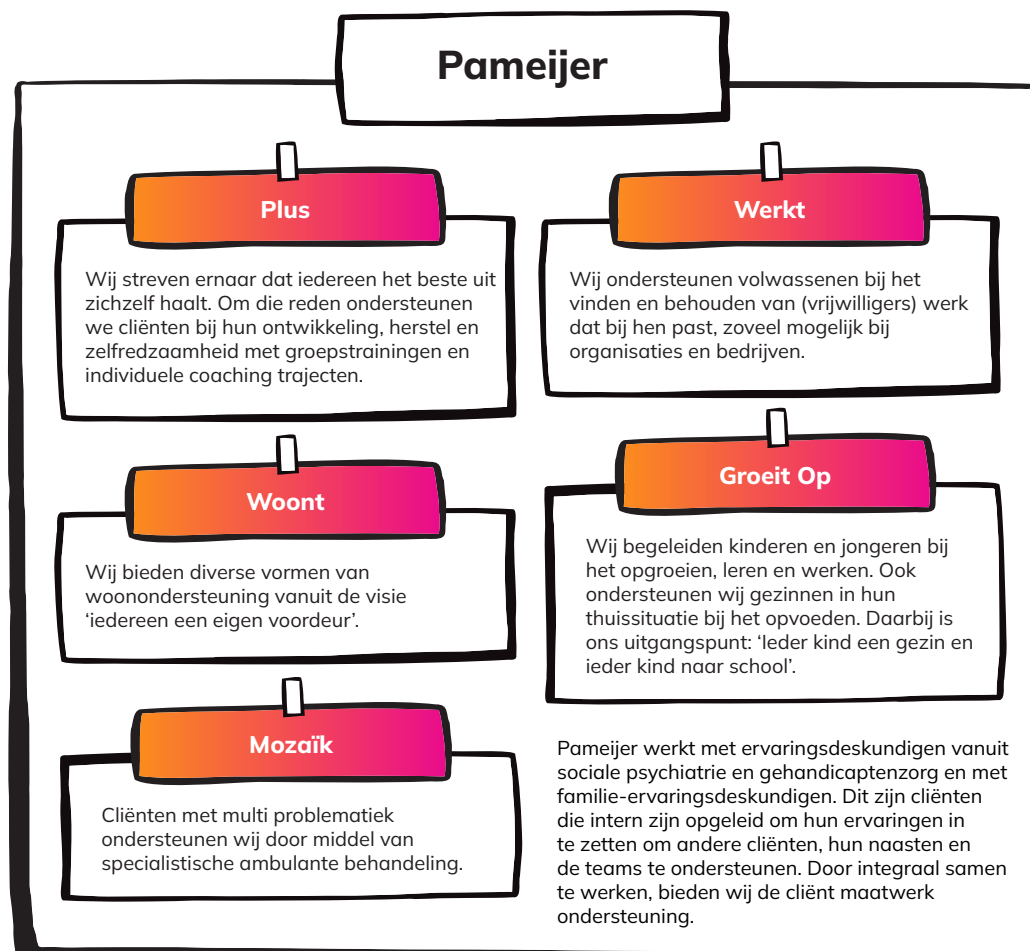 Pameijer
Plus
Wij streven ernaar dat iedereen het beste uit
zichzelf haalt. Om die reden ondersteunen
we cliënten bij hun ontwikkeling, herstel en
zelfredzaamheid met groepstrainingen en
individuele coaching trajecten.
Werkt
Wij ondersteunen volwassenen bij het
vinden en behouden van (vrijwilligers) werk
dat bij hen past, zoveel mogelijk bij
organisaties en bedrijven.
Woont
Wij bieden diverse vormen van
woonondersteuning vanuit de visie
‘iedereen een eigen voordeur’.
Groeit Op
Wij begeleiden kinderen en jongeren bij
het opgroeien, leren en werken. Ook
ondersteunen wij gezinnen in hun
thuissituatie bij het opvoeden. Daarbij is
ons uitgangspunt: ‘Ieder kind een gezin en
ieder kind naar school’.
Mozaïk
Cliënten met multi problematiek
ondersteunen wij door middel van
specialistische ambulante behandeling.
Pameijer werkt met ervaringsdeskundigen vanuit
sociale psychiatrie en gehandicaptenzorg en met
familie-ervaringsdeskundigen. Dit zijn cliënten
die intern zijn opgeleid om hun ervaringen in
te zetten om andere cliënten, hun naasten en
de teams te ondersteunen. Door integraal samen
te werken, bieden wij de cliënt maatwerk
ondersteuning.